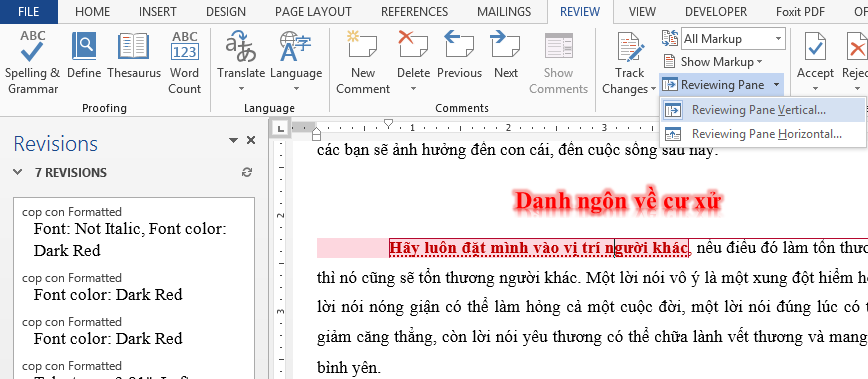 FILE HOME INSERT DESIGN PAGE LAYOUT REFERENCES MAILINGS REVIEW VIEW DEVELOPER Foxit PDF OF
ABC ABC 123 All Markup
Show Markup
Spelling & Grammar Define Thesaurus Word Count Translate Language New Comment Delete Previous Next Show Comments Track Changes Reviewing Pane Accept Rejec
Proofing Language Comments
Reviewing Pane Vertical...
Reviewing Pane Horizontal...
Revisions
7 REVISIONS
cop con Formatted
Font: Not Italic, Font color:
Dark Red
cop con Formatted
Font color: Dark Red
cop con Formatted
Font color: Dark Red
cop con Formatted
1 2 3
2
3
các bạn sẽ ảnh hưởng đến con cái, đến cuộc sống sau này.
Danh ngôn về cư xử
Hãy luôn đặt mình vào vị trí người khác, nếu điều đó làm tổn thươ
thì nó cũng sẽ tổn thương người khác. Một lời nói vô ý là một xung đột hiểm h
lời nói nóng giận có thể làm hỏng cả một cuộc đời, một lời nói đúng lúc có t
giảm căng thẳng, còn lời nói yêu thương có thể chữa lành vết thương và mang
bình yên.